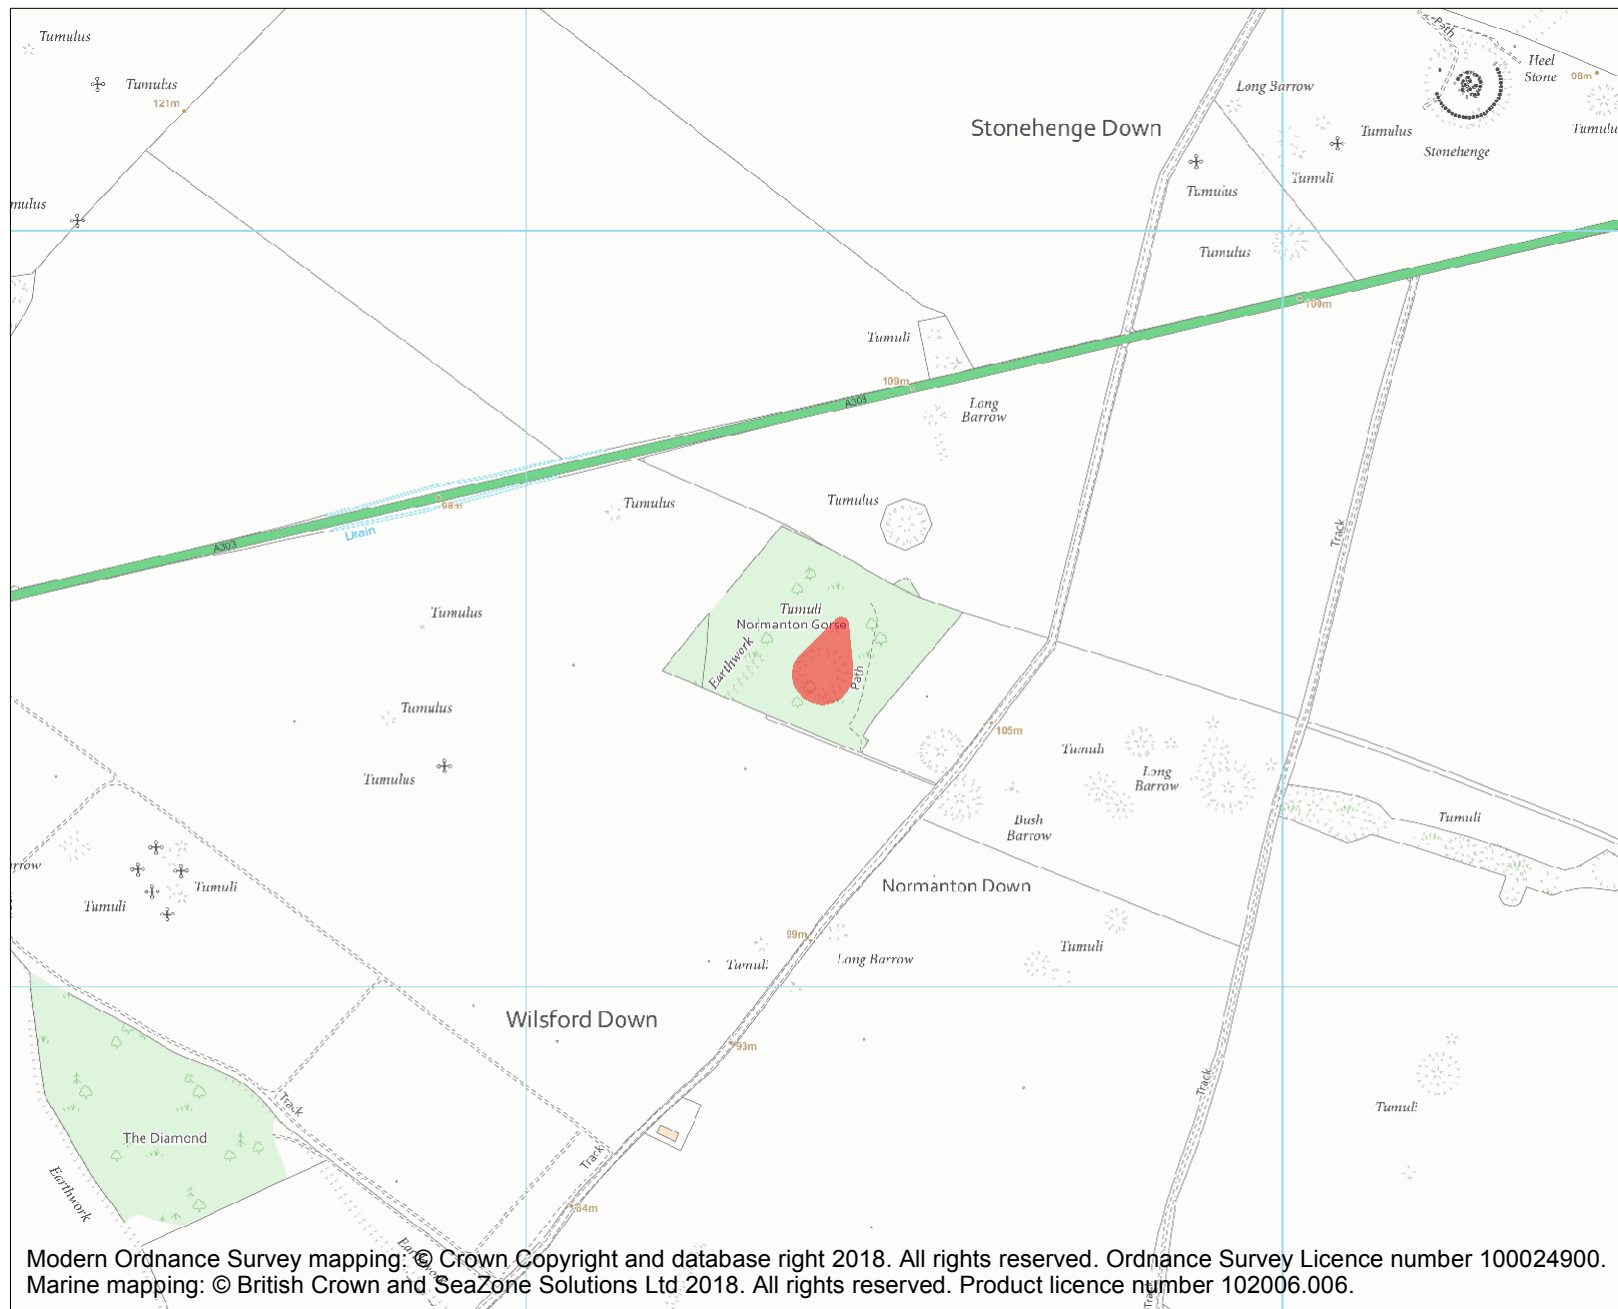 Tumulus
Path
Heel
Stone
98m
Tumulus
121m
Long Barrow
Stonehenge Down
Tumulus
Tumulu
Stonehenge
Tumuli
Tumulus
mulus
Tumulus
109m
Tumuli
109m
A303
Long
Barrow
Tumulus
Tumulus
98m
Drain
A303
Track
Tumuli
Normanton Gorse
Tumulus
Earthwork
Path
Tumulus
105m
Tumuli
Long
Barrow
Tumulus
Bush
Barrow
Tumuli
rrow
Tumuli
Tumuli
Normanton Down
99m
Tumuli
Long Barrow
Tumuli
Wilsford Down
93m
Track
Track
Tumuli
The Diamond
Track
Earthwork
84m
Earthwork
Track
Modern Ordnance Survey mapping: © Crown Copyright and database right 2018. All rights reserved. Ordnance Survey Licence number 100024900.
Marine mapping: © British Crown and SeaZone Solutions Ltd 2018. All rights reserved. Product licence number 102006.006.